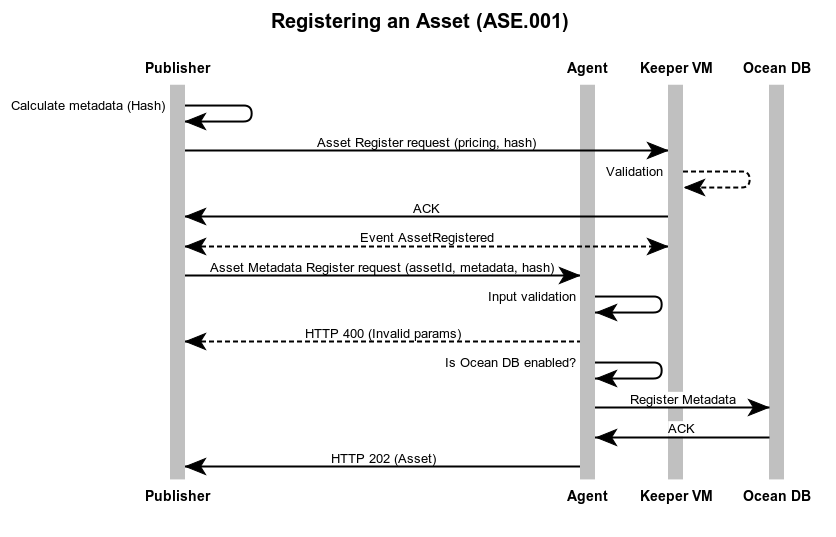 Registering an Asset (ASE.001)
Publisher Agent Keeper VM Ocean DB
Calculate metadata (Hash)
Asset Register request (pricing, hash)
Validation
ACK
Event AssetRegistered
Asset Metadata Register request (assetId, metadata, hash)
Input validation
HTTP 400 (Invalid params)
Is Ocean DB enabled?
Register Metadata
ACK
HTTP 202 (Asset)
Publisher Agent Keeper VM Ocean DB